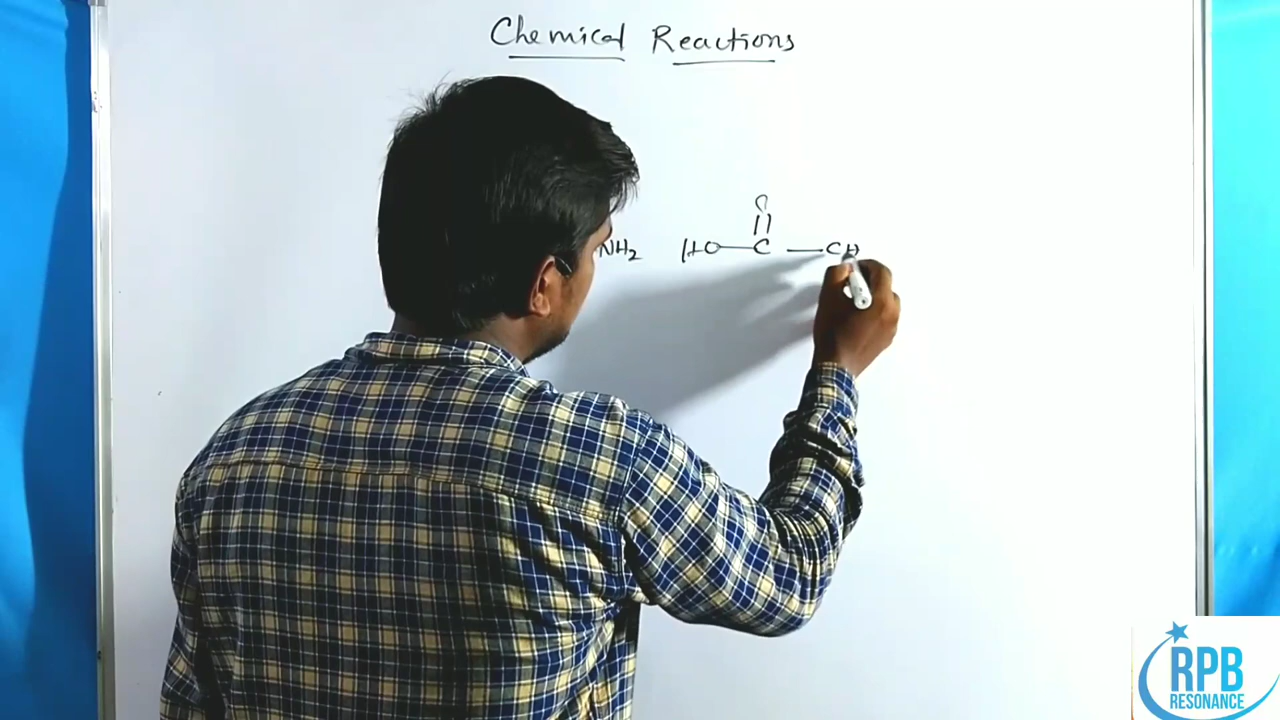 Chemical Reactions
O
NH2 HO—C—CH
RPB
RESONANCE